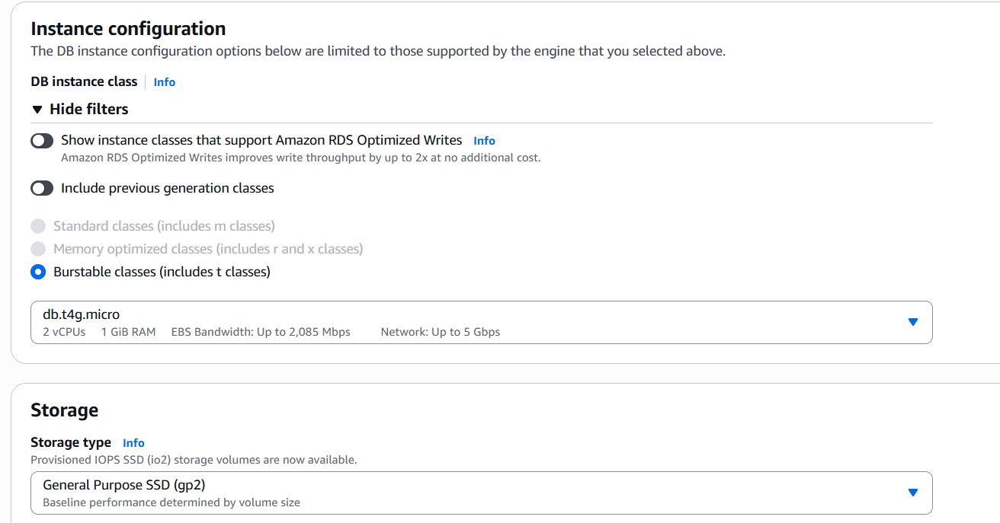 Instance configuration
The DB instance configuration options below are limited to those supported by the engine that you selected above.
DB instance class Info
Hide filters
Show instance classes that support Amazon RDS Optimized Writes Info
Amazon RDS Optimized Writes improves write throughput by up to 2x at no additional cost.
Include previous generation classes
Standard classes (includes m classes)
Memory optimized classes (includes r and x classes)
Burstable classes (includes t classes)
db.t4g.micro
2 vCPUs 1 GiB RAM EBS Bandwidth: Up to 2,085 Mbps Network: Up to 5 Gbps
Storage
Storage type Info
Provisioned IOPS SSD (io2) storage volumes are now available.
General Purpose SSD (gp2)
Baseline performance determined by volume size